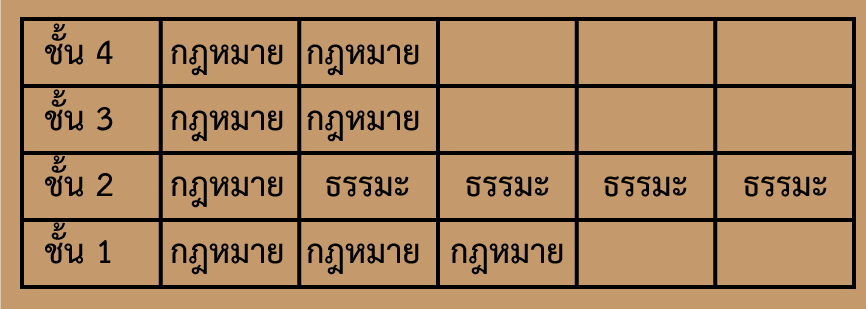 ชั้น 4 กฎหมาย กฎหมาย
ชั้น 3 กฎหมาย กฎหมาย
ชั้น 2 กฎหมาย ธรรมะ ธรรมะ ธรรมะ ธรรมะ
ชั้น 1 กฎหมาย กฎหมาย กฎหมาย